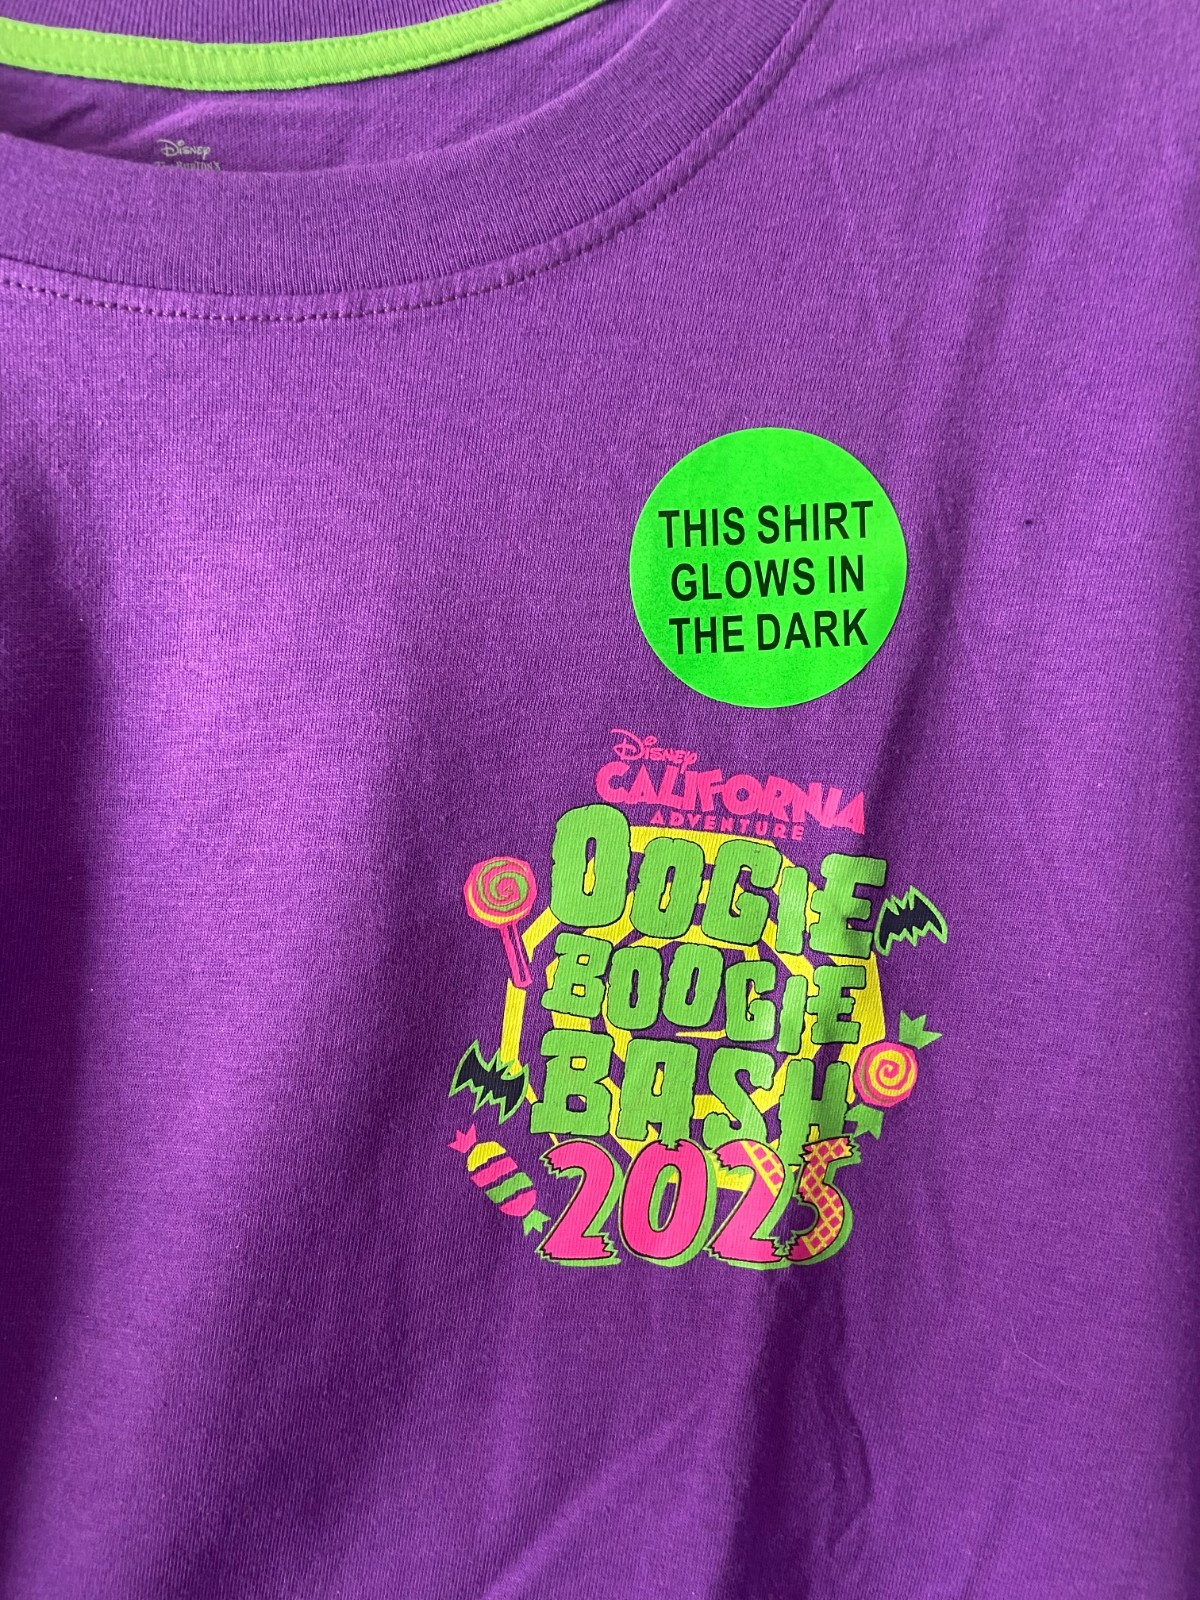 Disney
THIS SHIRT
GLOWS IN
THE DARK
Disney
CALIFORNIA
ADVENTURE
OOGIE
BOOGIE
BASH
2025